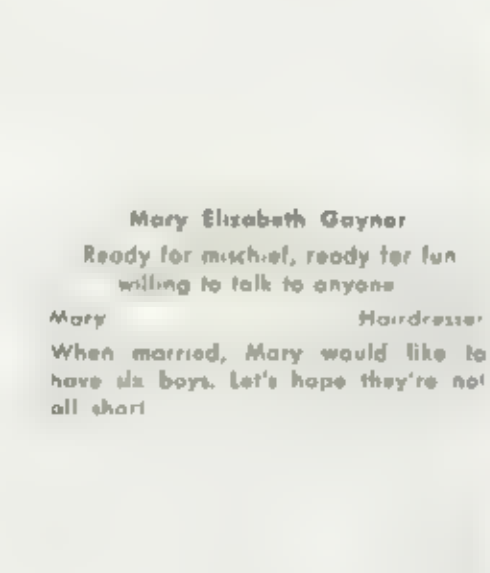 Mary Elizabeth Gaynor
Ready for mischief, ready for fun
willing to talk to anyone
Mary Hairdresser
When married, Mary would like to
have six boys. Let's hope they're not
all short